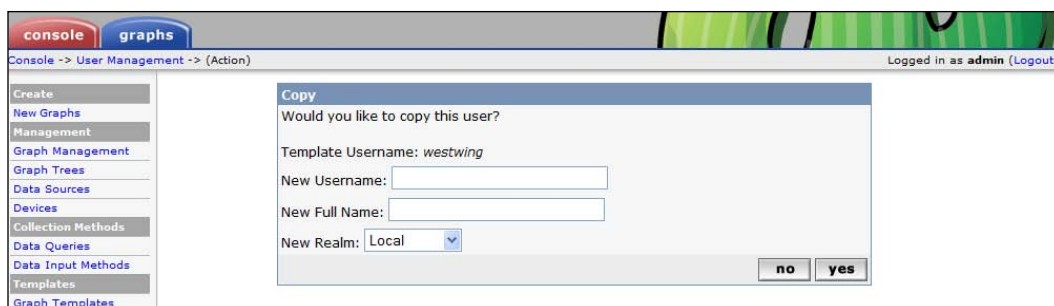 console graphs
Console -> User Management -> (Action)
Logged in as admin (Logout
Create
New Graphs
Management
Graph Management
Graph Trees
Data Sources
Devices
Collection Methods
Data Queries
Data Input Methods
Templates
Graph Templates
Copy
Would you like to copy this user?
Template Username: westwing
New Username:
New Full Name:
New Realm: Local
no yes